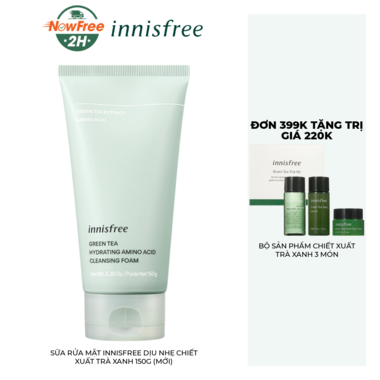 NowFree
2H
innisfree
innisfree
GREEN TEA
HYDRATING AMINO ACID
CLEANSING FOAM
SỮA RỬA MẶT INNISFREE DỊU NHẸ CHIẾT
XUẤT TRÀ XANH 150G (MỚI)
ĐƠN 399K TẶNG TRỊ
GIÁ 220K
innisfree
BỘ SẢN PHẨM CHIẾT XUẤT
TRÀ XANH 3 MÓN